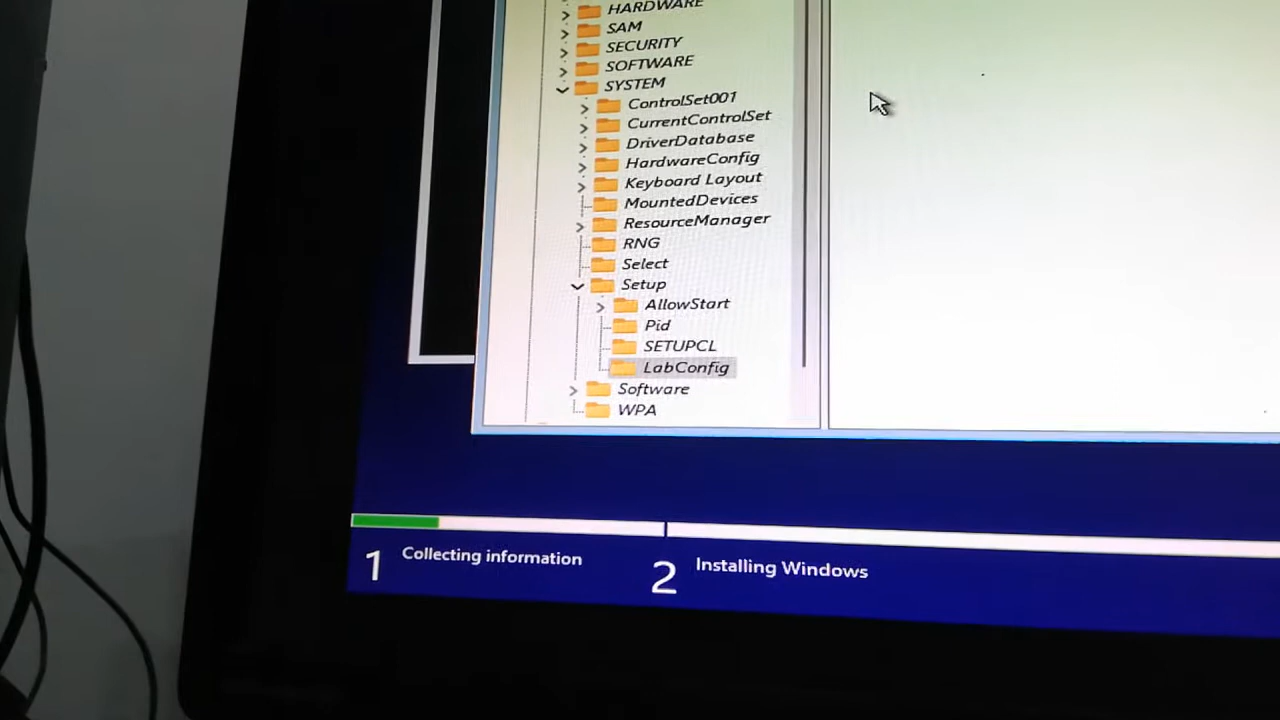 HARDWARE
SAM
SECURITY
SOFTWARE
SYSTEM
ControlSet001
CurrentControlSet
DriverDatabase
HardwareConfig
Keyboard Layout
MountedDevices
ResourceManager
RNG
Select
Setup
AllowStart
Pid
SETUPCL
LabConfig
Software
WPA
1 Collecting information
2 Installing Windows